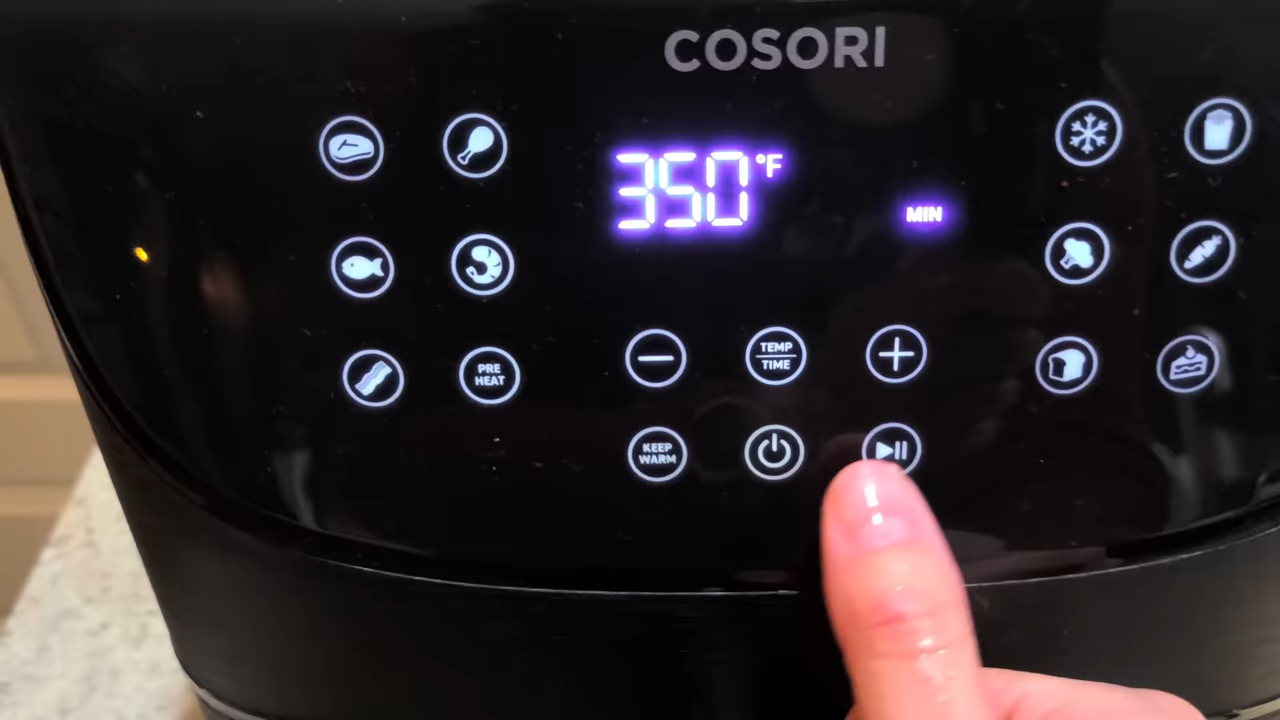 COSORI
350°F
MIN
PRE
HEAT
TEMP
TIME
KEEP
WARM